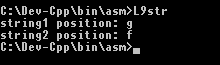 C:\Dev-Cpp\bin\asm>L9str
string1 position: g
string2 position: f
C:\Dev-Cpp\bin\asm>